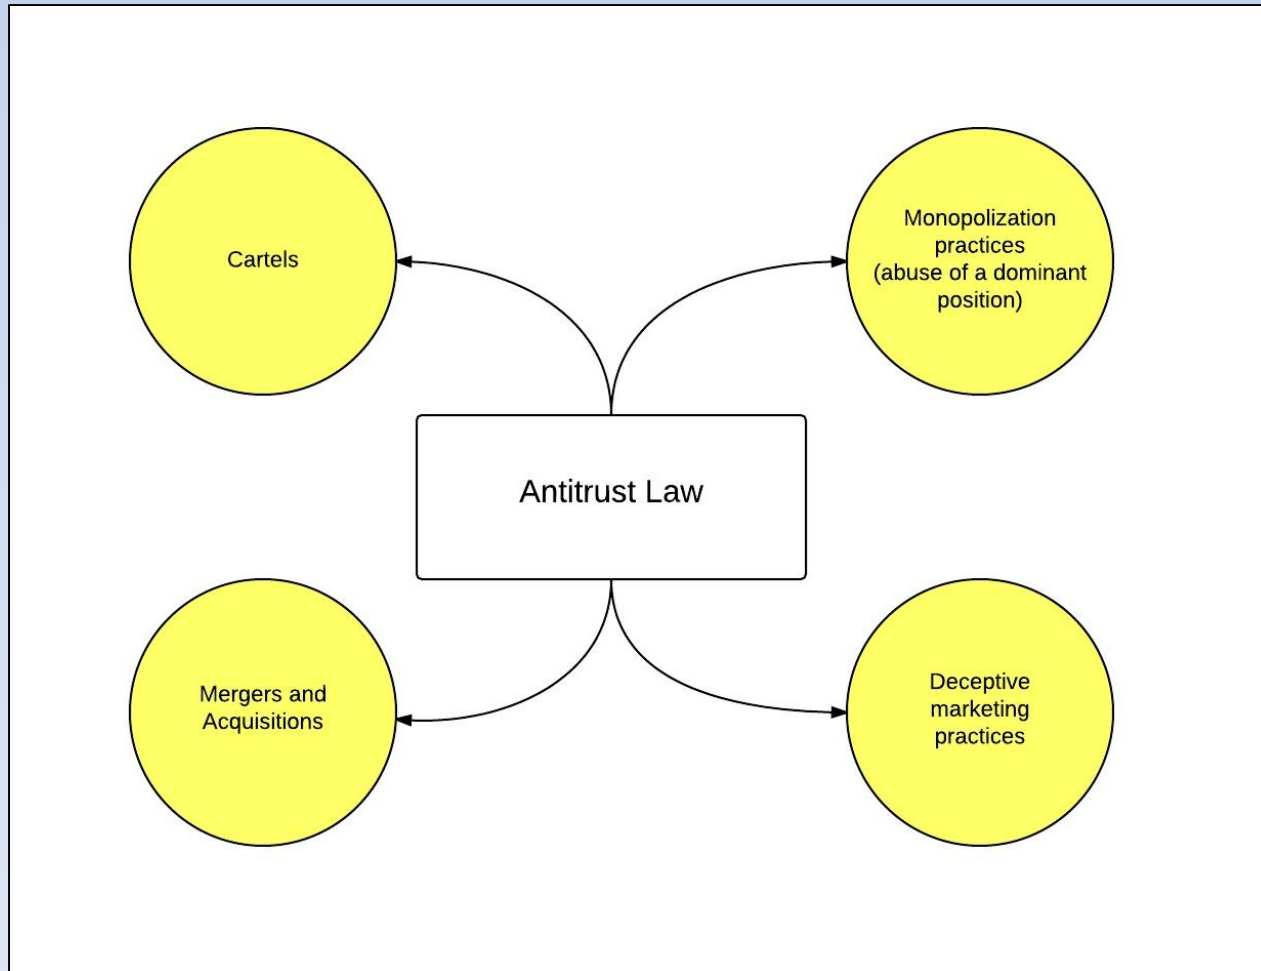 Cartels
Monopolization
practices
(abuse of a dominant
position)
Antitrust Law
Mergers and
Acquisitions
Deceptive
marketing
practices